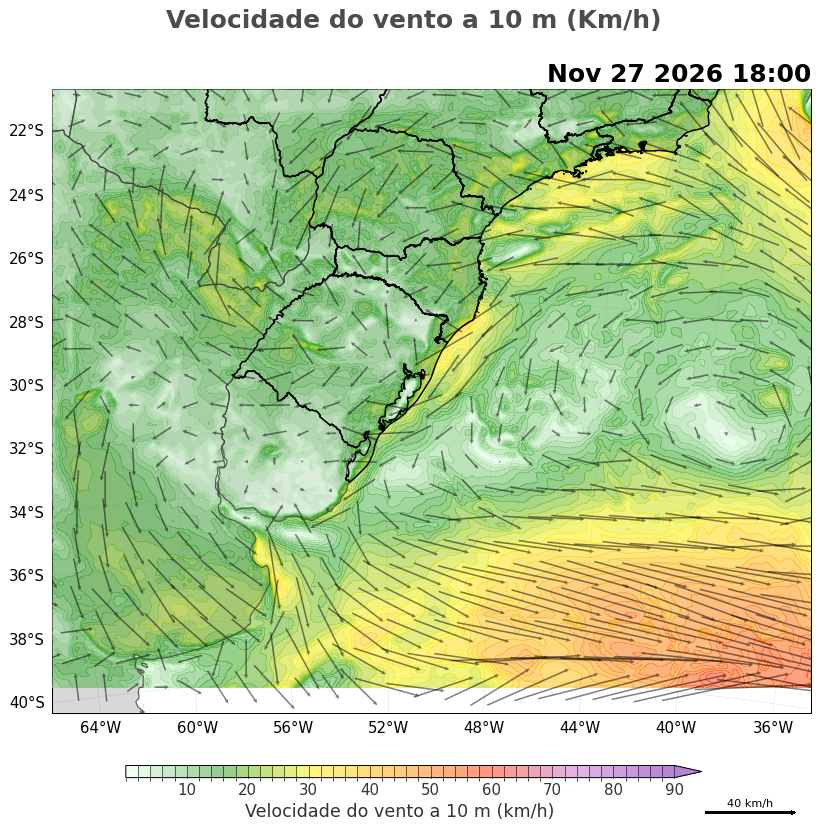 Velocidade do vento a 10 m (Km/h)
Nov 27 2026 18:00
22°S
24°S
26°S
28°S
30°S
32°S
34°S
36°S
38°S
40°S
64°W 60°W 56°W 52°W 48°W 44°W 40°W 36°W
10 20 30 40 50 60 70 80 90
Velocidade do vento a 10 m (km/h)
40 km/h